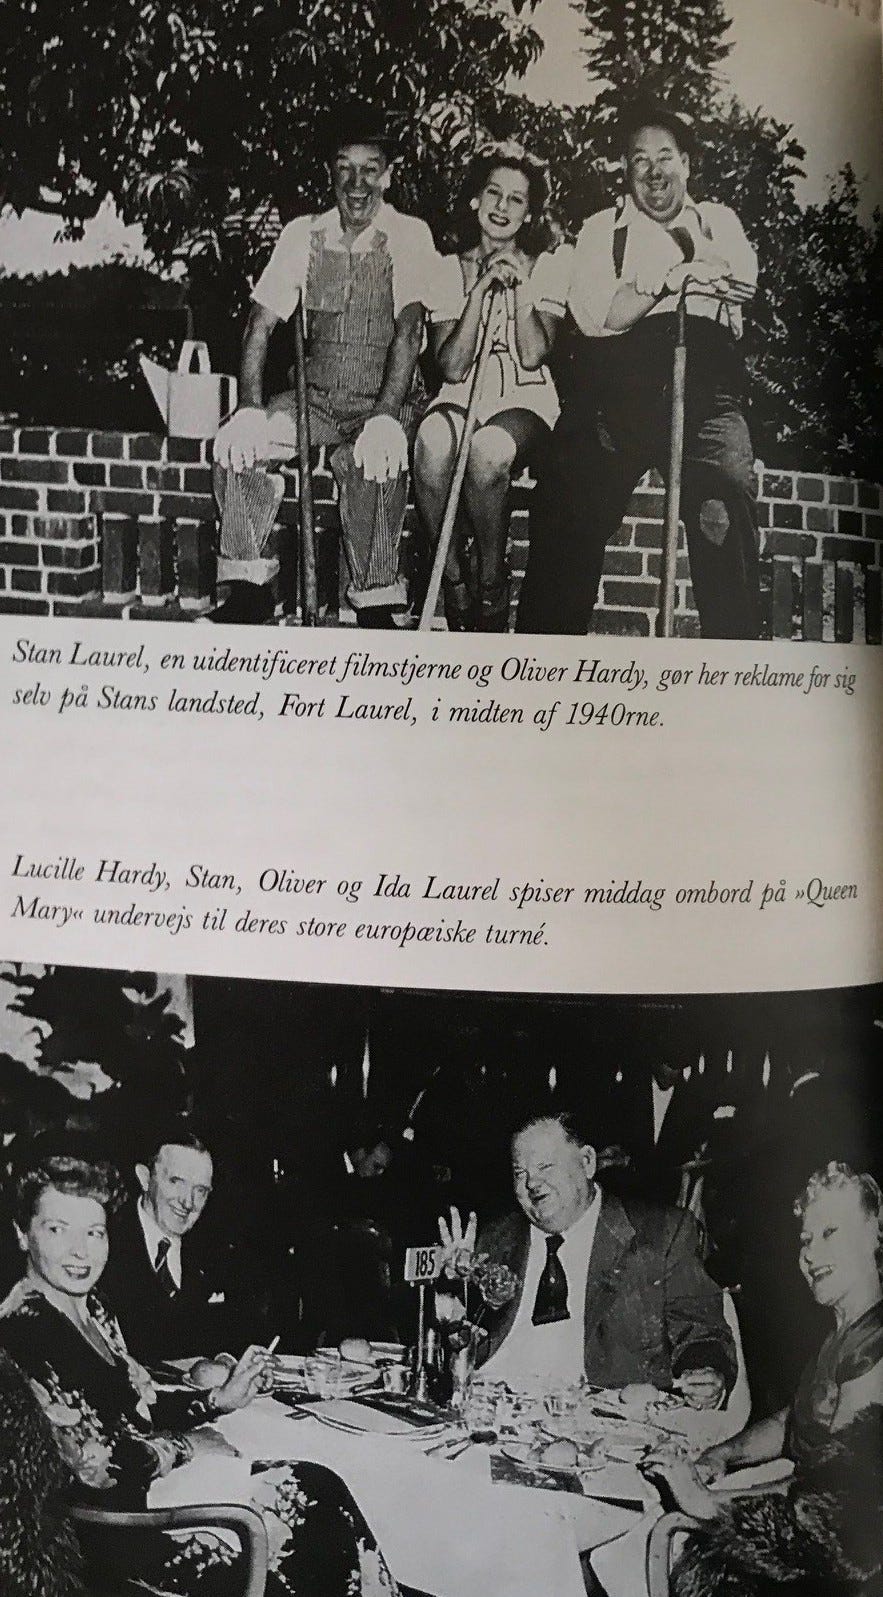 Stan Laurel, en uidentificeret filmstjerne og Oliver Hardy, gør her reklame for sig
selv på Stans landsted, Fort Laurel, i midten af 1940rne.
Lucille Hardy, Stan, Oliver og Ida Laurel spiser middag ombord på »Queen
Mary« undervejs til deres store europæiske turné.
185